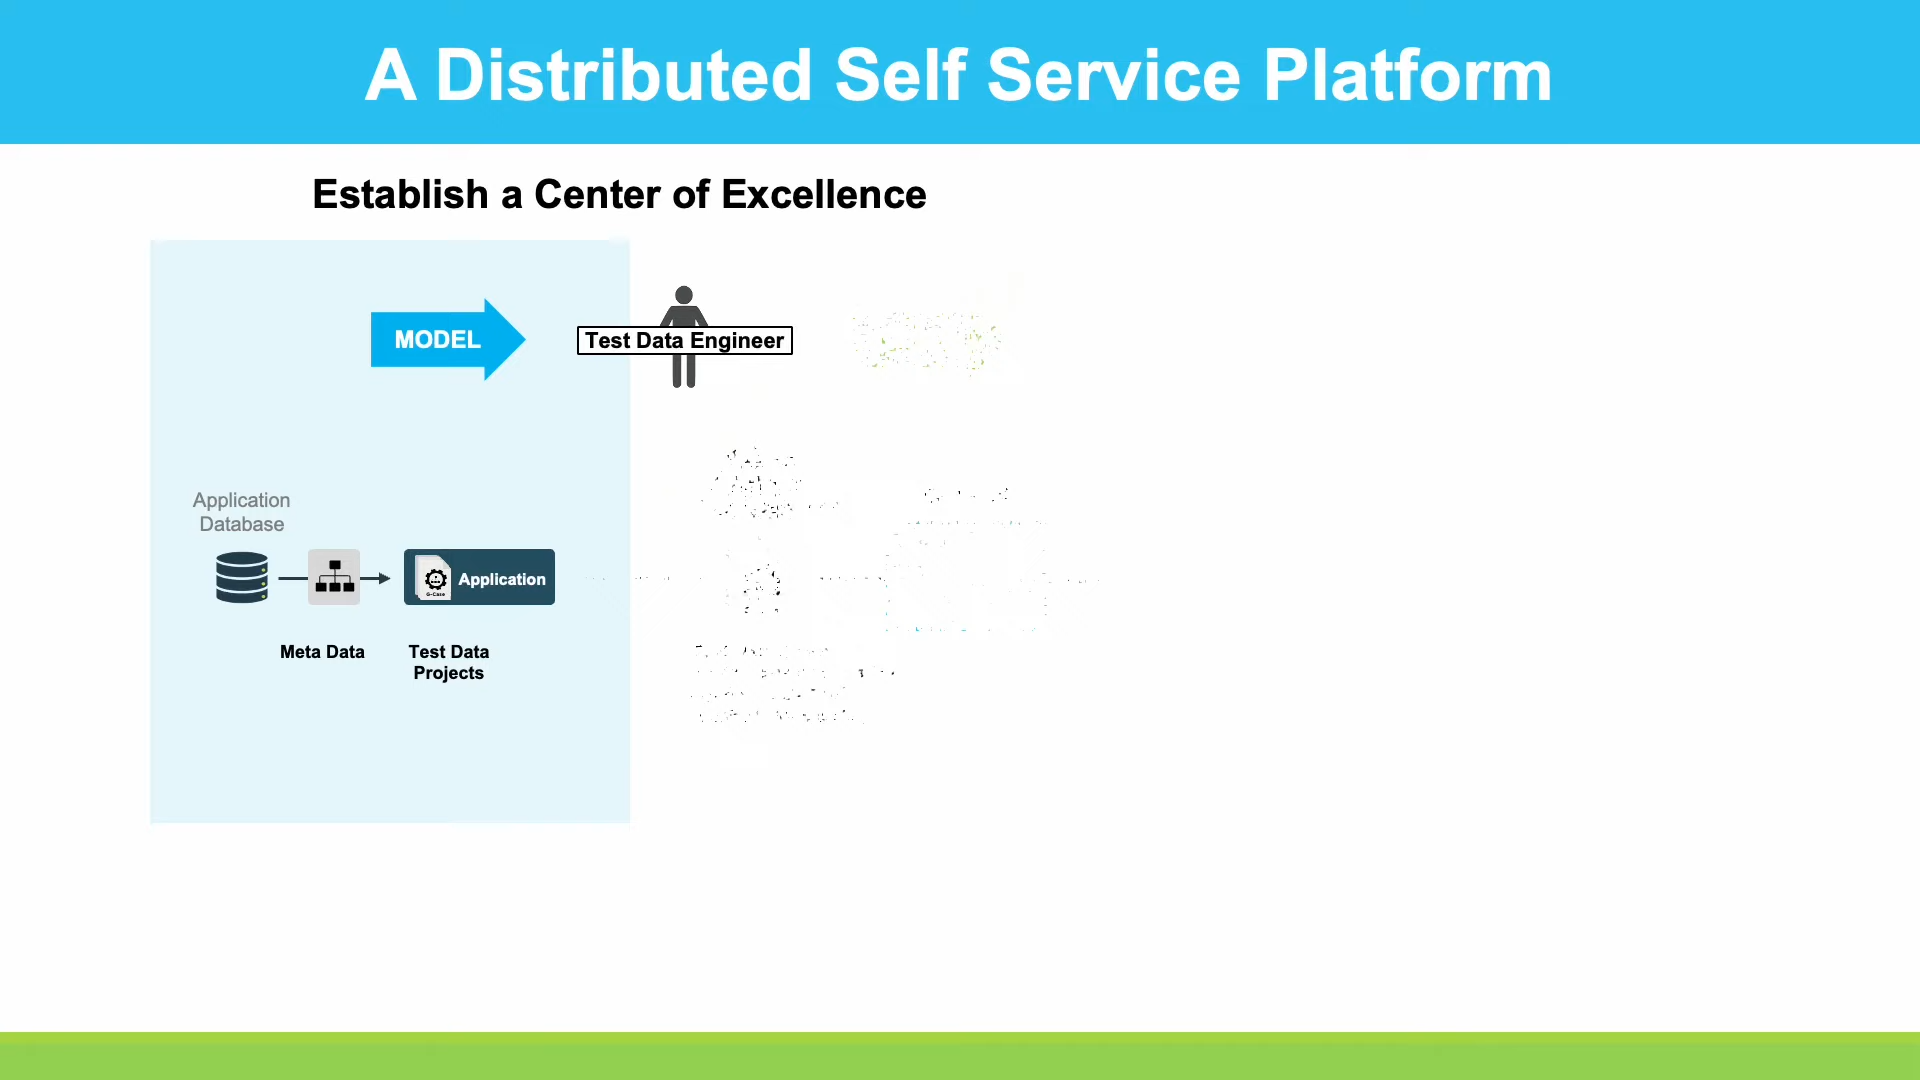 A Distributed Self Service Platform
Establish a Center of Excellence
MODEL
Test Data Engineer
Application
Database
G-Case
Application
Meta Data
Test Data
Projects